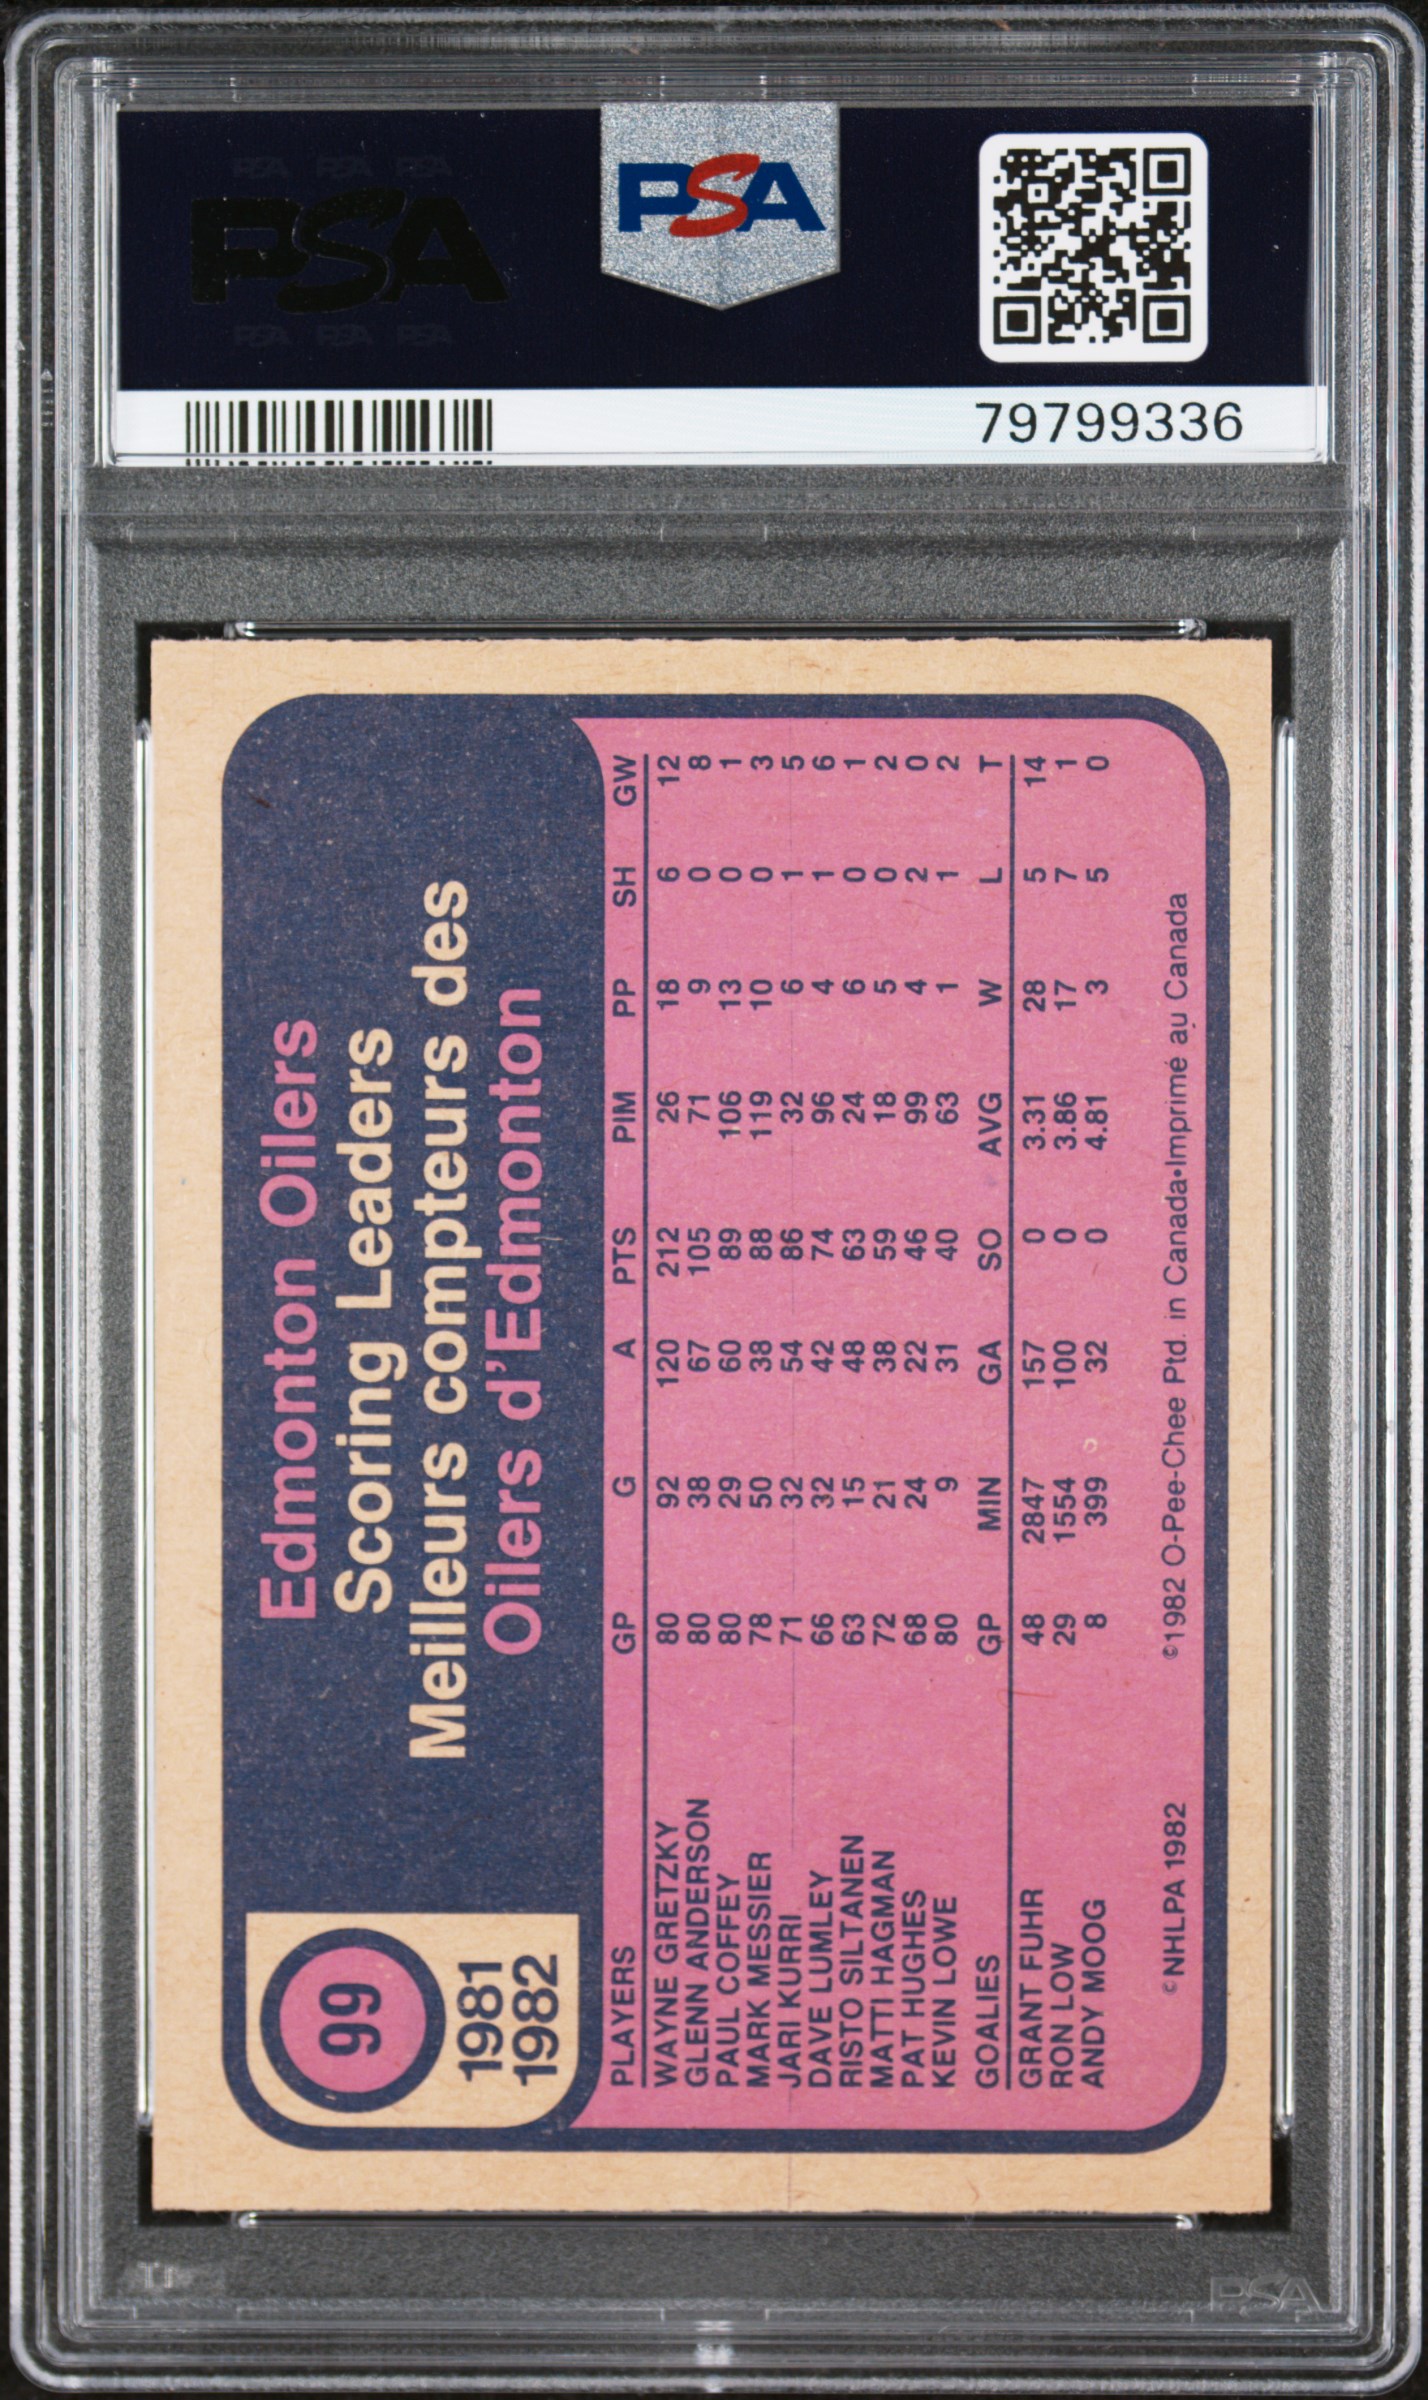 PSA PSA PSA
PSA
PSA PSA PSA
PSA
79799336
99
1981
1982
Edmonton Oilers
Scoring Leaders
Meilleurs compteurs des
Oilers d'Edmonton
PLAYERS GP G A PTS PIM PP SH GW
WAYNE GRETZKY 80 92 120 212 26 18 6 12
GLENN ANDERSON 80 38 67 105 71 9 0 8
PAUL COFFEY 80 29 60 89 106 13 0 1
MARK MESSIER 78 50 38 88 119 10 0 3
JARI KURRI 71 32 54 86 32 6 1 5
DAVE LUMLEY 66 32 42 74 96 4 1 6
RISTO SILTANEN 63 15 48 63 24 6 0 1
MATTI HAGMAN 72 21 38 59 18 5 0 2
PAT HUGHES 68 24 22 46 99 4 2 0
KEVIN LOWE 80 9 31 40 63 1 1 2
GOALIES GP MIN GA SO AVG W L T
GRANT FUHR 48 2847 157 0 3.31 28 5 14
RON LOW 29 1554 100 0 3.86 17 7 1
ANDY MOOG 8 399 32 0 4.81 3 5 0
©NHLPA 1982 ©1982 O-Pee-Chee Ptd. in Canada•Imprimé au Canada
PSA